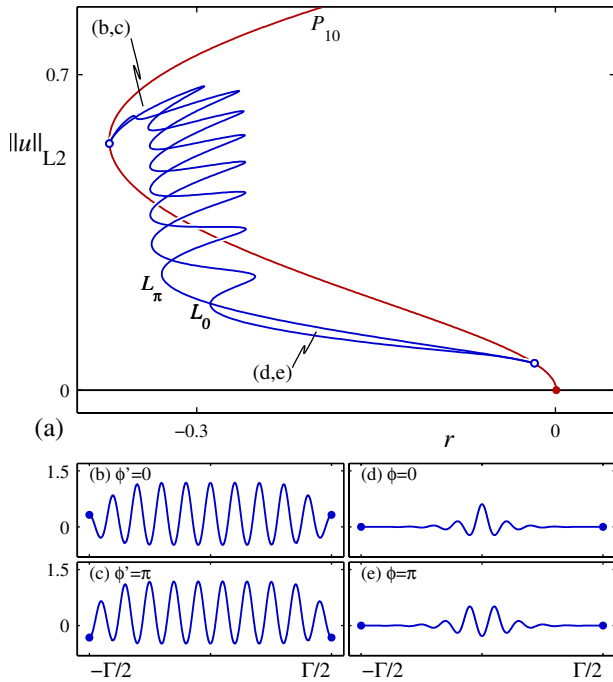 (b,c)
P10
0.7
||u||L2
Lπ
L0
(d,e)
0
(a)
−0.3
r
0
1.5
(b) ϕ'=0
(d) ϕ=0
0
1.5
(c) ϕ'=π
(e) ϕ=π
0
−Γ/2
Γ/2
−Γ/2
Γ/2